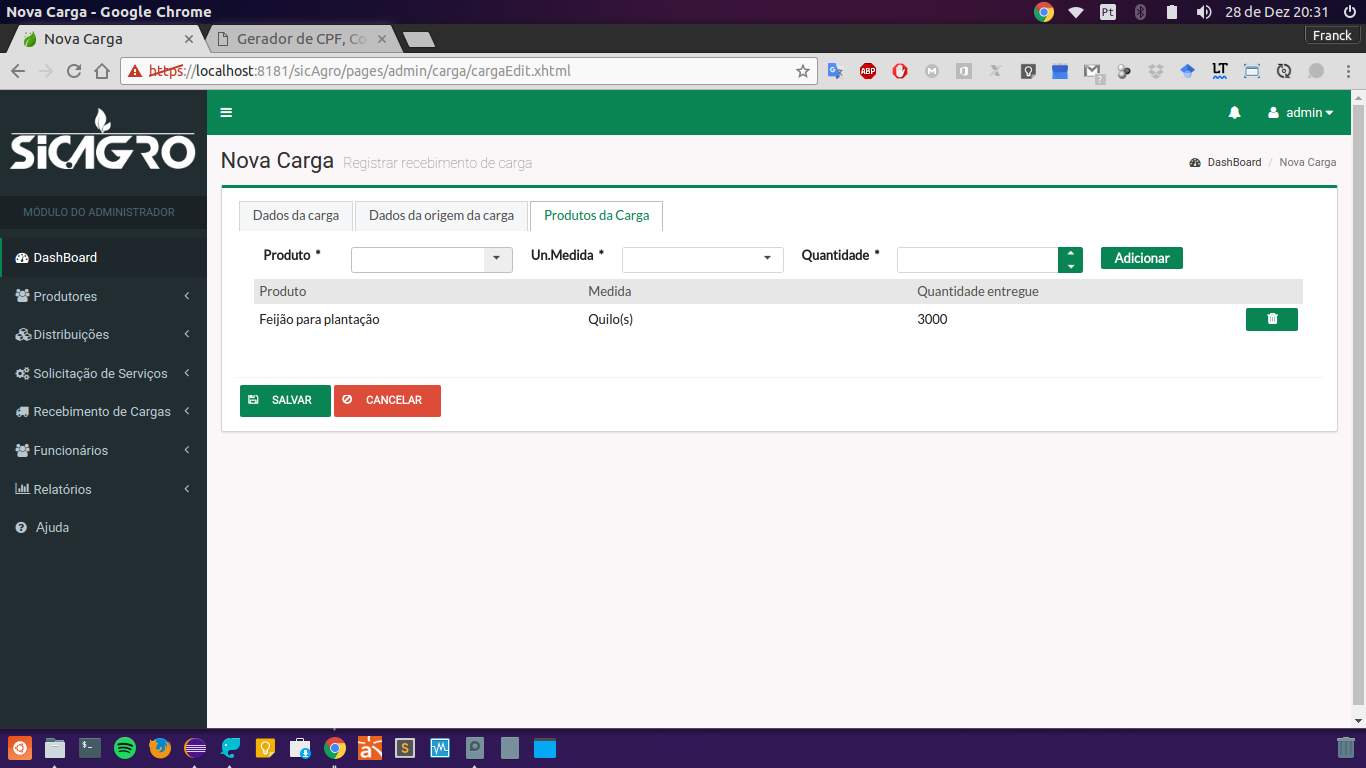 Nova Carga - Google Chrome
Pt
28 de Dez 20:31
Nova Carga
Gerador de CPF, Co
Franck
https://localhost:8181/sicAgro/pages/admin/carga/cargaEdit.xhtml
ABP
LT
SiCAGRO
admin
Nova Carga Registrar recebimento de carga
DashBoard / Nova Carga
MÓDULO DO ADMINISTRADOR
DashBoard
Produtores
Distribuições
Solicitação de Serviços
Recebimento de Cargas
Funcionários
Relatórios
Ajuda
Dados da carga
Dados da origem da carga
Produtos da Carga
Produto *
Un.Medida *
Quantidade *
Adicionar
Produto Medida Quantidade entregue
Feijão para plantação Quilo(s) 3000
SALVAR
CANCELAR